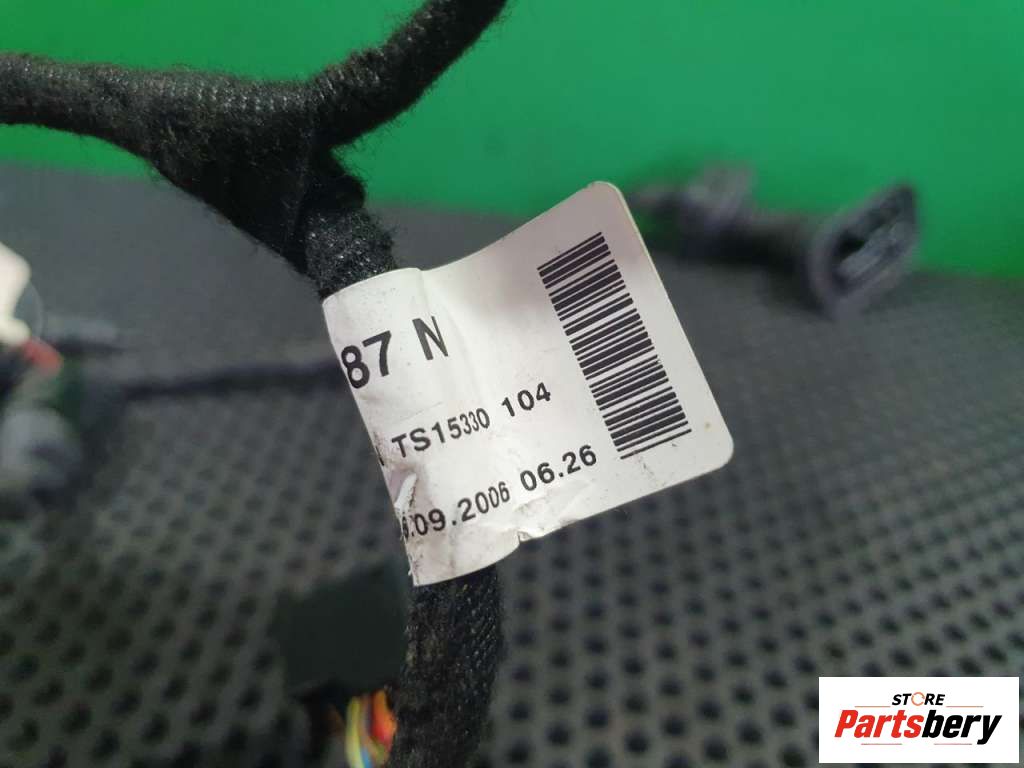 87 N
TS15330 104
.09.2006 06.26
STORE
Partsbery